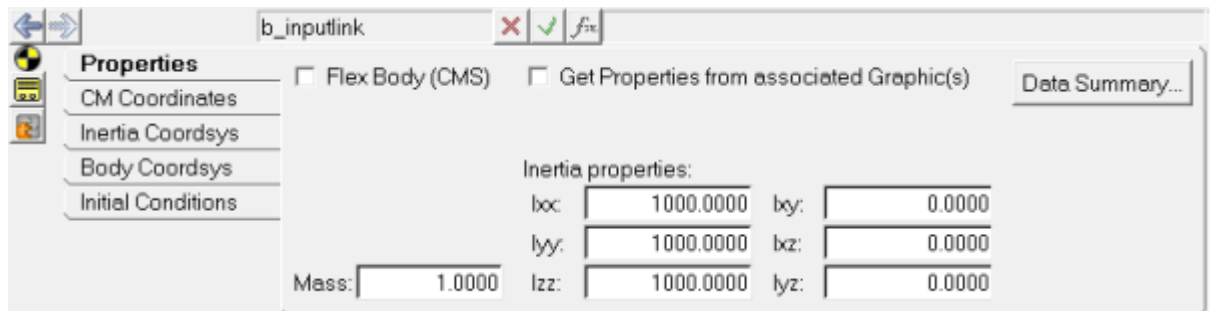 b_inputlink
Properties
CM Coordinates
Inertia Coordsys
Body Coordsys
Initial Conditions
Flex Body (CMS) Get Properties from associated Graphic(s) Data Summary...
Inertia properties:
Ixx: 1000.0000 Ixy: 0.0000
Iyy: 1000.0000 Ixz: 0.0000
Mass: 1.0000 Izz: 1000.0000 Iyz: 0.0000